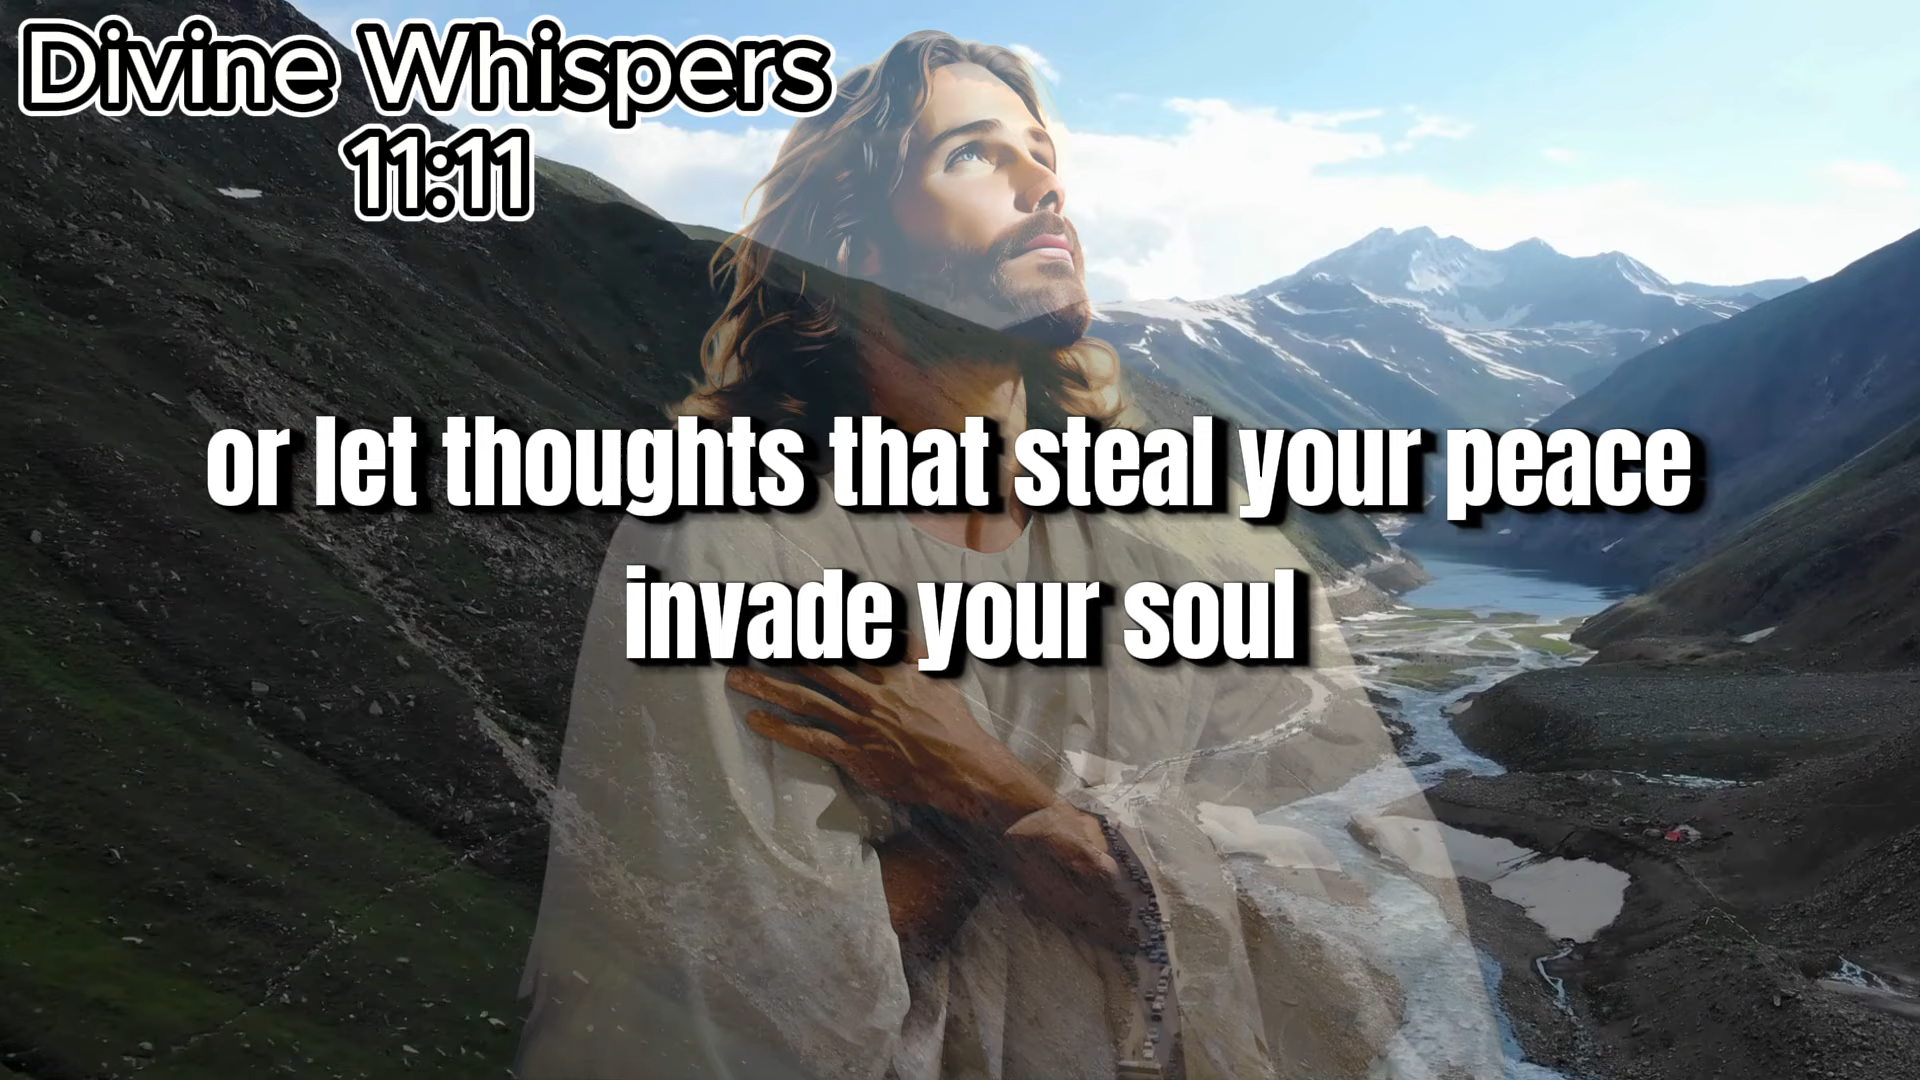 Divine Whispers
11:11
or let thoughts that steal your peace
invade your soul